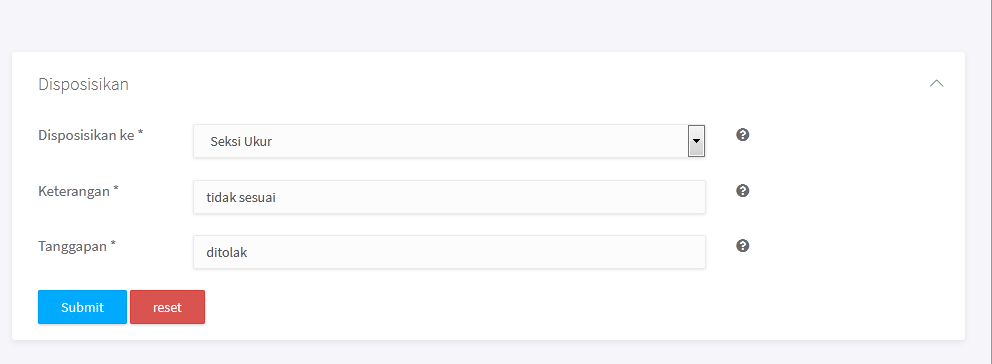 Disposisikan
Disposisikan ke * Seksi Ukur
Keterangan * tidak sesuai
Tanggapan * ditolak
Submit reset